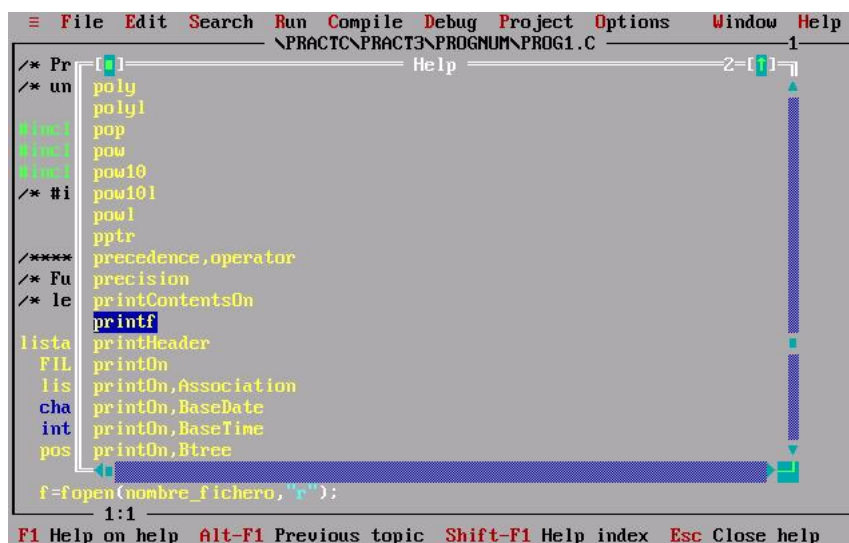 ≡ File Edit Search Run Compile Debug Project Options Window Help
\PRACTC\PRACT3\PROGNUM\PROG1.C 1
/* Pr [■] Help 2=[↑]
/* un poly
polyl
#incl pop
#incl pow
#incl pow10
/* #i pow10l
powl
pptr
/**** precedence,operator
/* Fu precision
/* le printContentsOn
printf
lista printHeader
FIL printOn
lis printOn,Association
cha printOn,BaseDate
int printOn,BaseTime
pos printOn,Btree
f=fopen(nombre_fichero,"r");
1:1
F1 Help on help Alt-F1 Previous topic Shift-F1 Help index Esc Close help